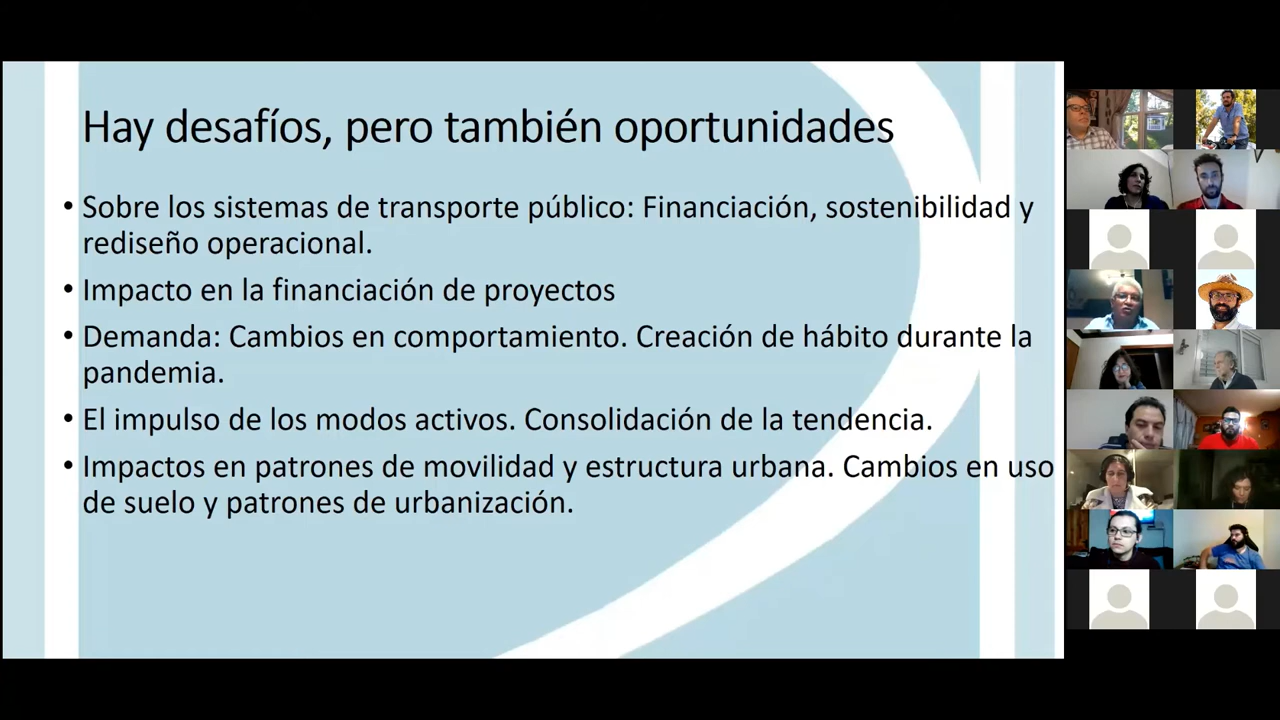 Hay desafíos, pero también oportunidades
• Sobre los sistemas de transporte público: Financiación, sostenibilidad y
rediseño operacional.
• Impacto en la financiación de proyectos
• Demanda: Cambios en comportamiento. Creación de hábito durante la
pandemia.
• El impulso de los modos activos. Consolidación de la tendencia.
• Impactos en patrones de movilidad y estructura urbana. Cambios en uso
de suelo y patrones de urbanización.